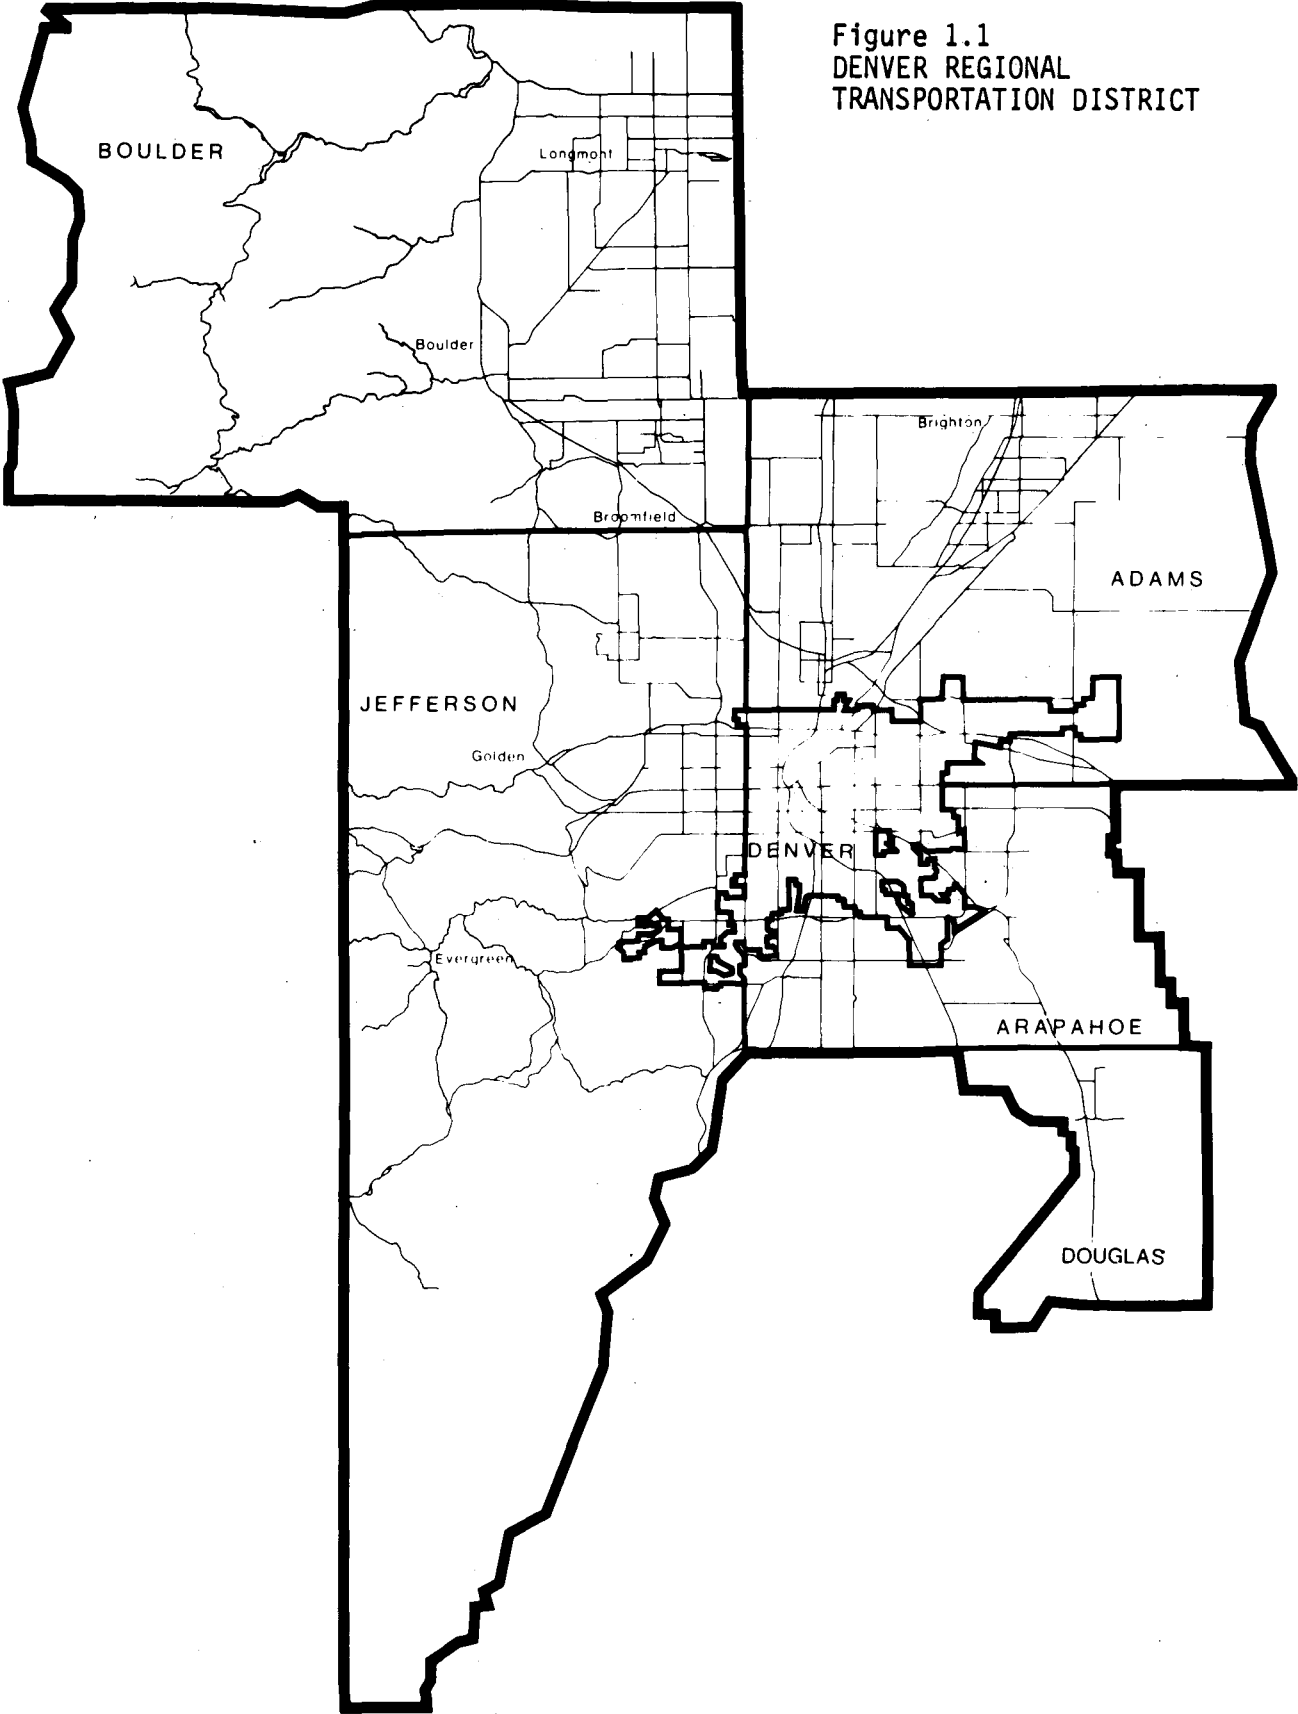 Figure 1.1
DENVER REGIONAL
TRANSPORTATION DISTRICT
BOULDER
Longmont
Boulder
Brighton
Broomfield
ADAMS
JEFFERSON
Golden
DENVER
Evergreen
ARAPAHOE
DOUGLAS